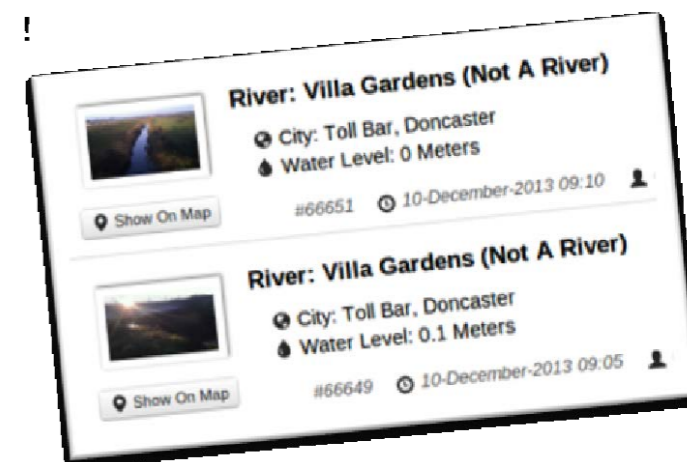 !
River: Villa Gardens (Not A River)
City: Toll Bar, Doncaster
Water Level: 0 Meters
Show On Map
#66651 10-December-2013 09:10
River: Villa Gardens (Not A River)
City: Toll Bar, Doncaster
Water Level: 0.1 Meters
Show On Map
#66649 10-December-2013 09:05